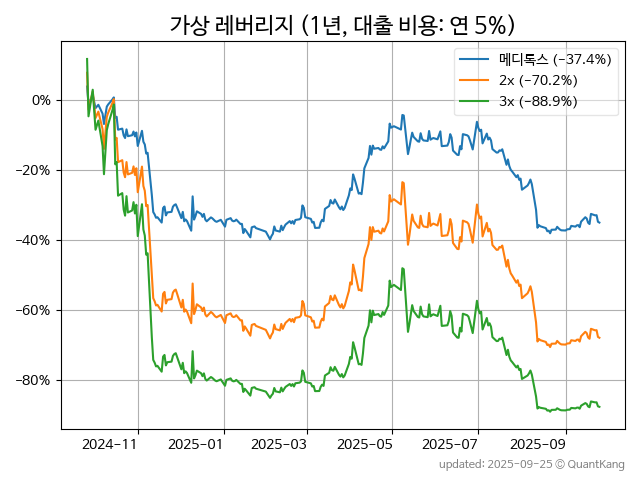 가상 레버리지 (1년, 대출 비용: 연 5%)
메디톡스 (-37.4%)
2x (-70.2%)
3x (-88.9%)
0%
-20%
-40%
-60%
-80%
2024-11 2025-01 2025-03 2025-05 2025-07 2025-09
updated: 2025-09-25 © QuantKang